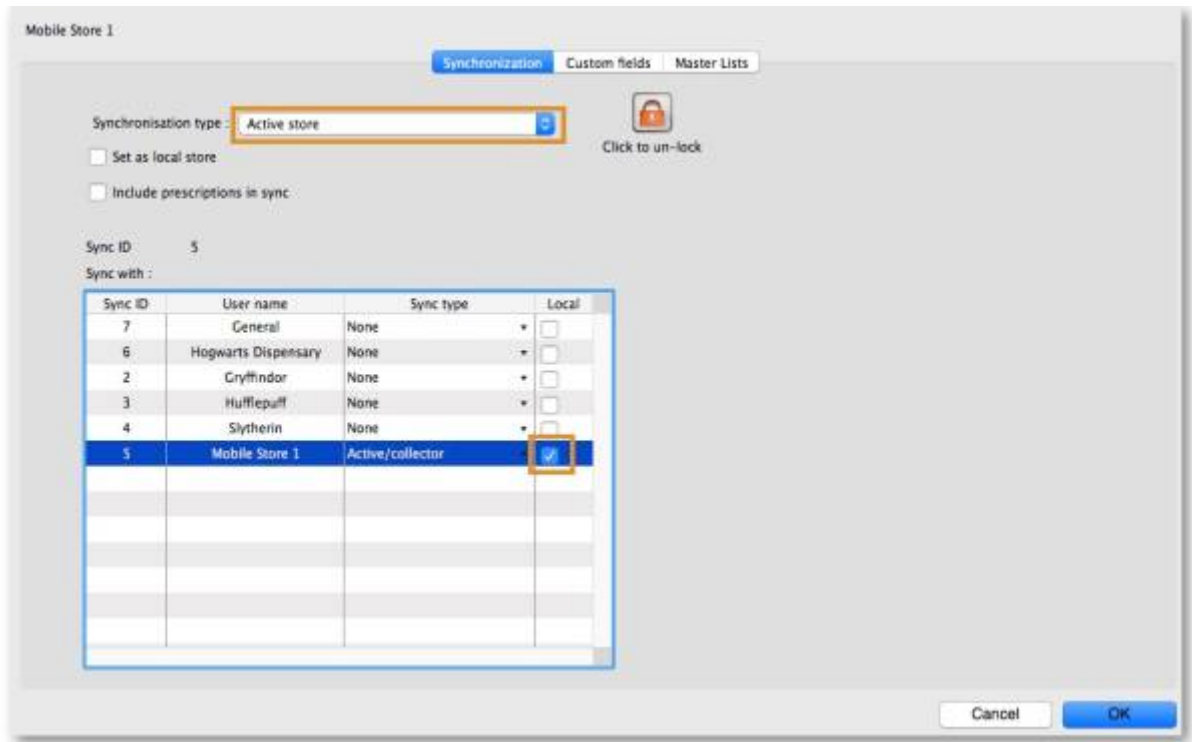 Mobile Store 1
Synchronization Custom fields Master Lists
Synchronisation type : Active store
Click to un-lock
Set as local store
Include prescriptions in sync
Sync ID 5
Sync with :
Sync ID User name Sync type Local
7 General None
6 Hogwarts Dispensary None
2 Gryffindor None
3 Hufflepuff None
4 Slytherin None
5 Mobile Store 1 Active/collector
Cancel OK